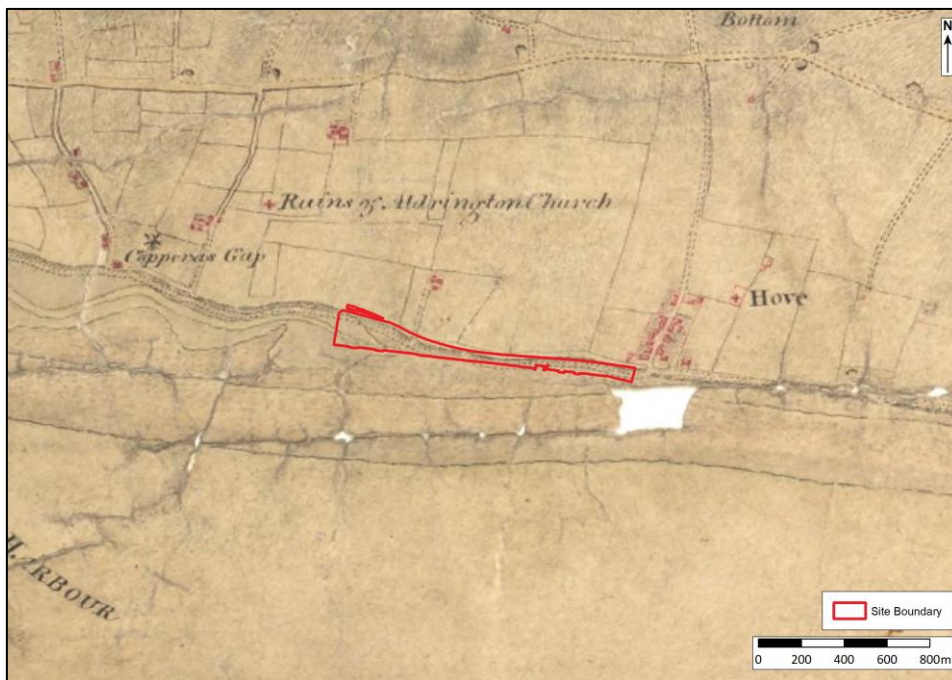 Bottom
N
Ruins of Aldrington Church
Copperas Gap
Hove
HARBOUR
Site Boundary
0 200 400 600 800m